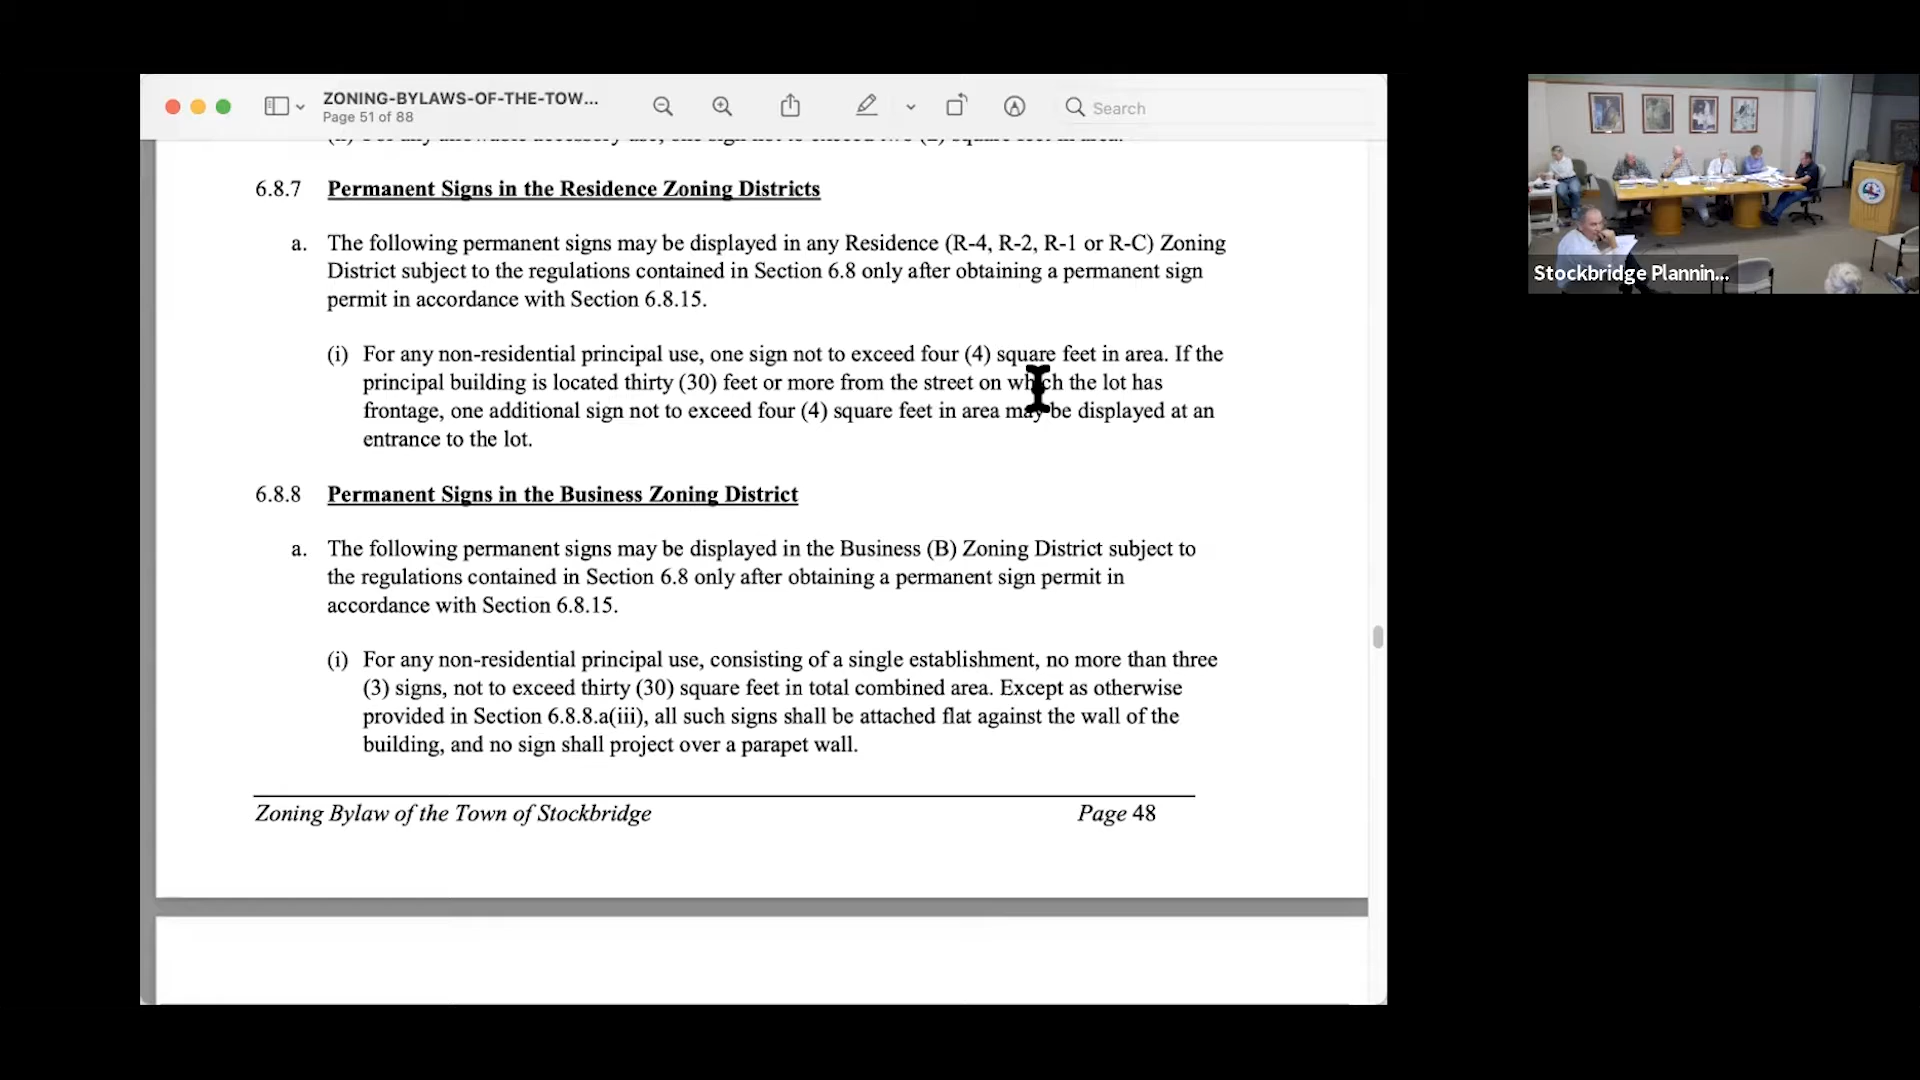 ZONING-BYLAWS-OF-THE-TOW...
Page 51 of 88
Search
6.8.7 Permanent Signs in the Residence Zoning Districts
a. The following permanent signs may be displayed in any Residence (R-4, R-2, R-1 or R-C) Zoning
District subject to the regulations contained in Section 6.8 only after obtaining a permanent sign
permit in accordance with Section 6.8.15.
(i) For any non-residential principal use, one sign not to exceed four (4) square feet in area. If the
principal building is located thirty (30) feet or more from the street on which the lot has
frontage, one additional sign not to exceed four (4) square feet in area may be displayed at an
entrance to the lot.
6.8.8 Permanent Signs in the Business Zoning District
a. The following permanent signs may be displayed in the Business (B) Zoning District subject to
the regulations contained in Section 6.8 only after obtaining a permanent sign permit in
accordance with Section 6.8.15.
(i) For any non-residential principal use, consisting of a single establishment, no more than three
(3) signs, not to exceed thirty (30) square feet in total combined area. Except as otherwise
provided in Section 6.8.8.a(iii), all such signs shall be attached flat against the wall of the
building, and no sign shall project over a parapet wall.
Zoning Bylaw of the Town of Stockbridge Page 48
Stockbridge Plannin...